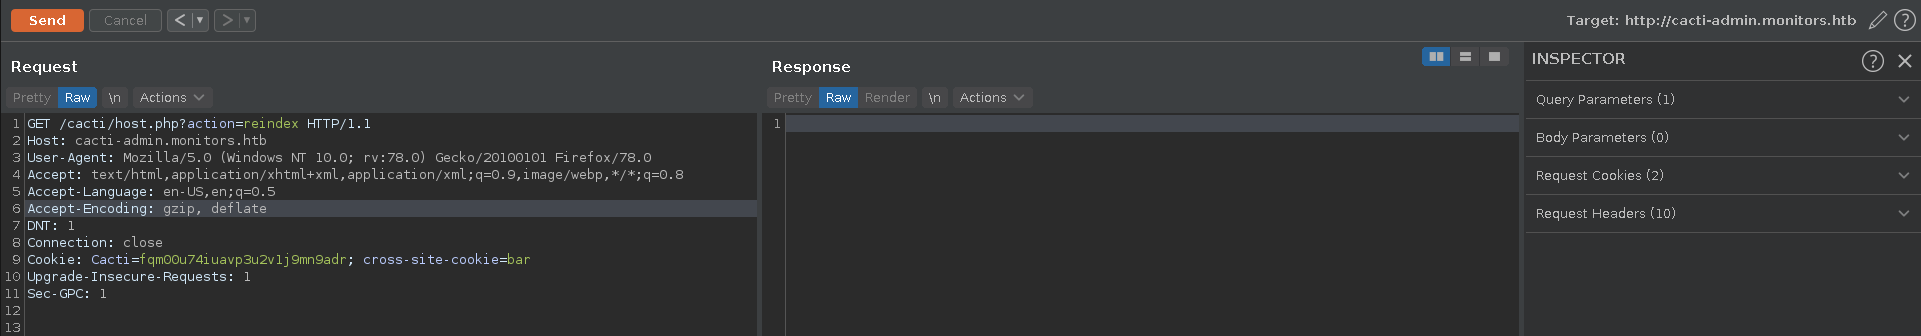 Send Cancel < > Target: http://cacti-admin.monitors.htb ?
Request
Pretty Raw \n Actions
1 GET /cacti/host.php?action=reindex HTTP/1.1
2 Host: cacti-admin.monitors.htb
3 User-Agent: Mozilla/5.0 (Windows NT 10.0; rv:78.0) Gecko/20100101 Firefox/78.0
4 Accept: text/html,application/xhtml+xml,application/xml;q=0.9,image/webp,*/*;q=0.8
5 Accept-Language: en-US,en;q=0.5
6 Accept-Encoding: gzip, deflate
7 DNT: 1
8 Connection: close
9 Cookie: Cacti=fqm00u74iuavp3u2v1j9mn9adr; cross-site-cookie=bar
10 Upgrade-Insecure-Requests: 1
11 Sec-GPC: 1
12
13
Response
Pretty Raw Render \n Actions
1
INSPECTOR ?
Query Parameters (1)
Body Parameters (0)
Request Cookies (2)
Request Headers (10)